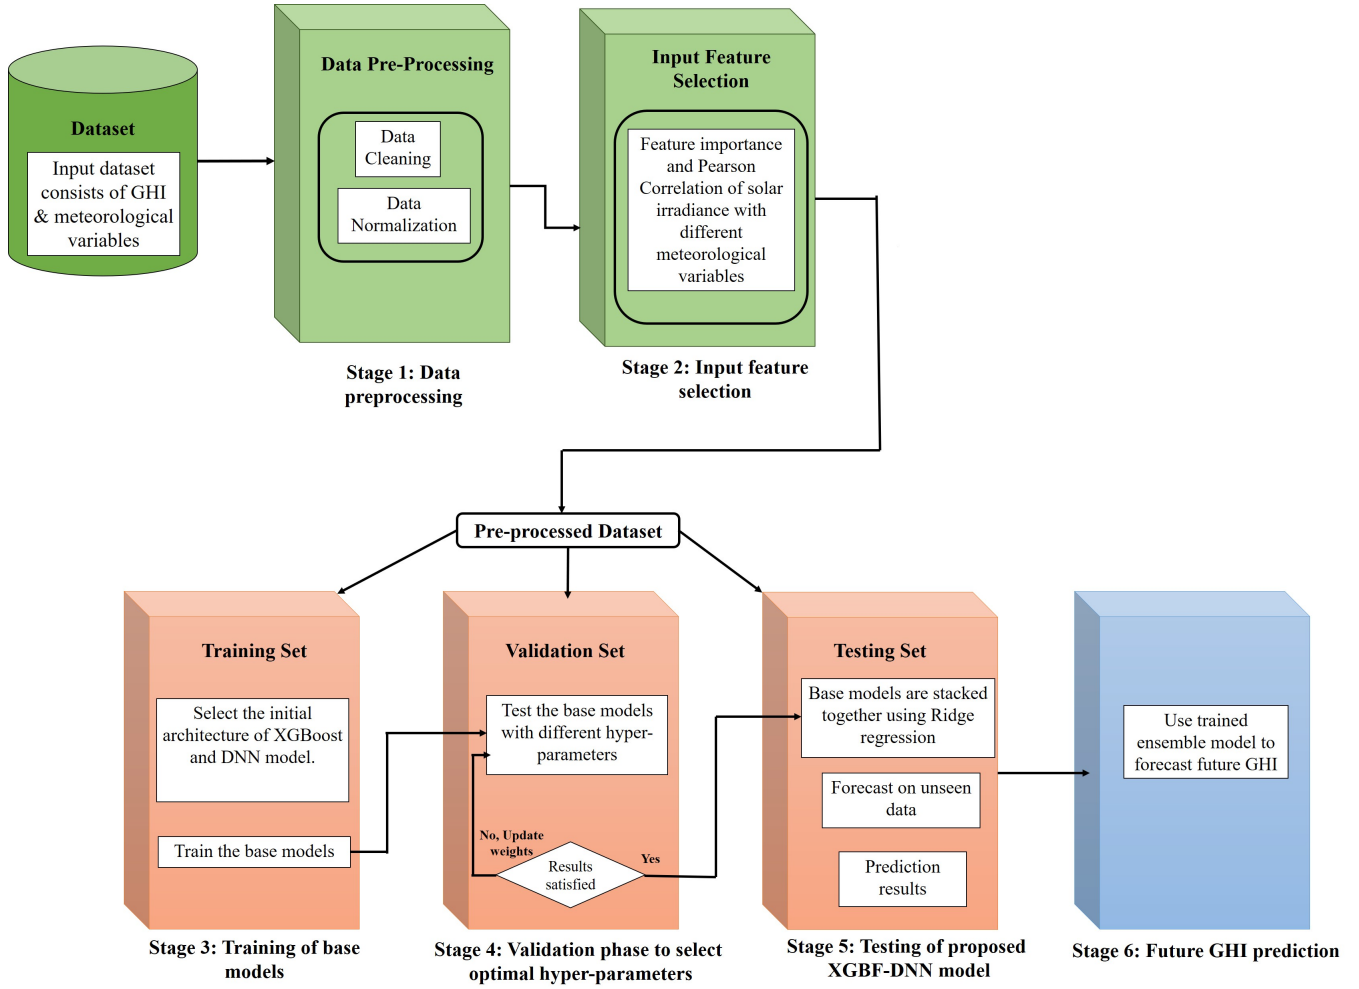 Dataset
Input dataset
consists of GHI
& meteorological
variables
Data Pre-Processing
Data
Cleaning
Data
Normalization
Stage 1: Data
preprocessing
Input Feature
Selection
Feature importance
and Pearson
Correlation of solar
irradiance with
different
meteorological
variables
Stage 2: Input feature
selection
Pre-processed Dataset
Training Set
Select the initial
architecture of XGBoost
and DNN model.
Train the base models
Stage 3: Training of base
models
Validation Set
Test the base models
with different hyper-
parameters
No, Update
weights
Results
satisfied
Yes
Stage 4: Validation phase to select
optimal hyper-parameters
Testing Set
Base models are stacked
together using Ridge
regression
Forecast on unseen
data
Prediction
results
Stage 5: Testing of proposed
XGBF-DNN model
Use trained
ensemble model to
forecast future GHI
Stage 6: Future GHI prediction